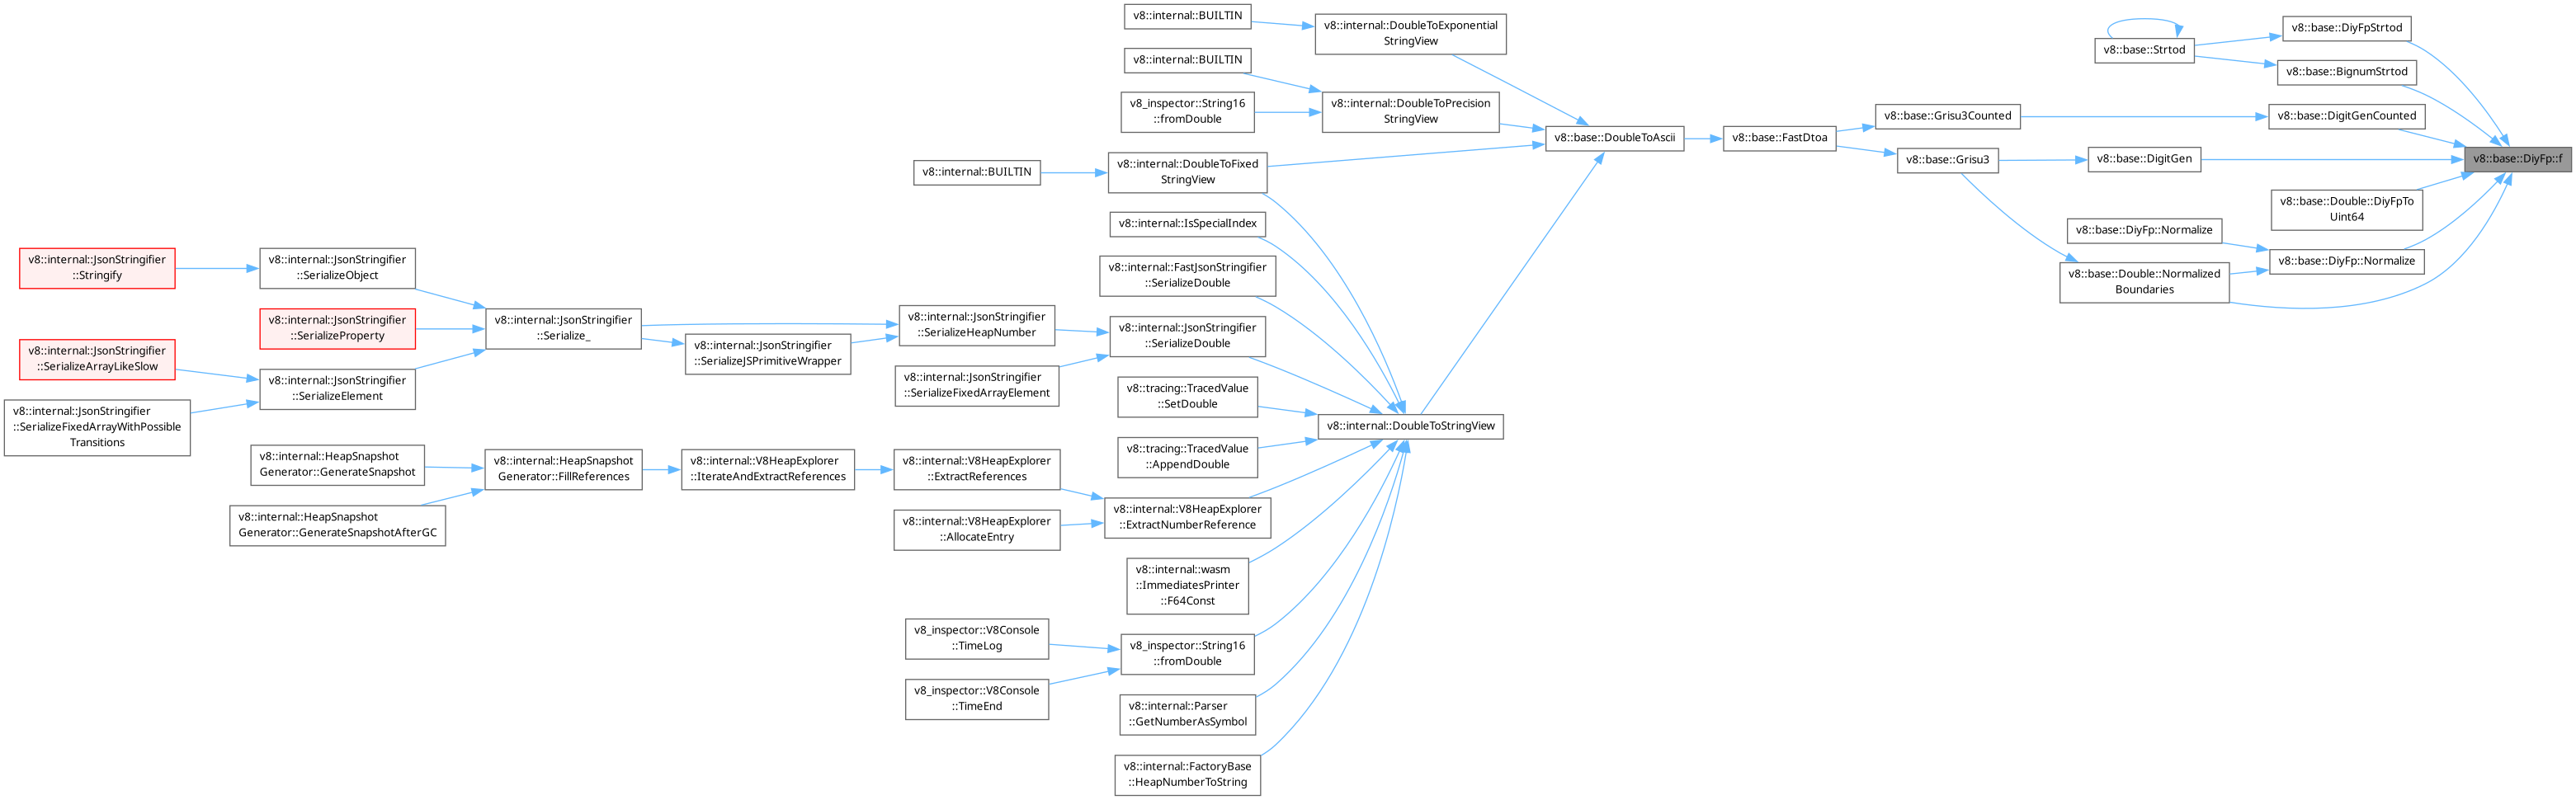 v8::internal::BUILTIN
v8::internal::DoubleToExponential
StringView
v8::base::DiyFpStrtod
v8::base::Strtod
v8::internal::BUILTIN
v8::base::BignumStrtod
v8_inspector::String16
::fromDouble
v8::internal::DoubleToPrecision
StringView
v8::base::Grisu3Counted
v8::base::DigitGenCounted
v8::base::DoubleToAscii
v8::base::FastDtoa
v8::internal::BUILTIN
v8::internal::DoubleToFixed
StringView
v8::base::Grisu3
v8::base::DigitGen
v8::base::DiyFp::f
v8::base::Double::DiyFpTo
Uint64
v8::internal::IsSpecialIndex
v8::base::DiyFp::Normalize
v8::internal::JsonStringifier
::Stringify
v8::internal::JsonStringifier
::SerializeObject
v8::internal::FastJsonStringifier
::SerializeDouble
v8::base::Double::Normalized
Boundaries
v8::base::DiyFp::Normalize
v8::internal::JsonStringifier
::SerializeProperty
v8::internal::JsonStringifier
::Serialize_
v8::internal::JsonStringifier
::SerializeHeapNumber
v8::internal::JsonStringifier
::SerializeDouble
v8::internal::JsonStringifier
::SerializeJSPrimitiveWrapper
v8::internal::JsonStringifier
::SerializeArrayLikeSlow
v8::internal::JsonStringifier
::SerializeElement
v8::internal::JsonStringifier
::SerializeFixedArrayElement
v8::tracing::TracedValue
::SetDouble
v8::internal::JsonStringifier
::SerializeFixedArrayWithPossible
Transitions
v8::internal::DoubleToStringView
v8::tracing::TracedValue
::AppendDouble
v8::internal::HeapSnapshot
Generator::GenerateSnapshot
v8::internal::HeapSnapshot
Generator::FillReferences
v8::internal::V8HeapExplorer
::IterateAndExtractReferences
v8::internal::V8HeapExplorer
::ExtractReferences
v8::internal::V8HeapExplorer
::ExtractNumberReference
v8::internal::HeapSnapshot
Generator::GenerateSnapshotAfterGC
v8::internal::V8HeapExplorer
::AllocateEntry
v8::internal::wasm
::ImmediatesPrinter
::F64Const
v8_inspector::V8Console
::TimeLog
v8_inspector::String16
::fromDouble
v8_inspector::V8Console
::TimeEnd
v8::internal::Parser
::GetNumberAsSymbol
v8::internal::FactoryBase
::HeapNumberToString